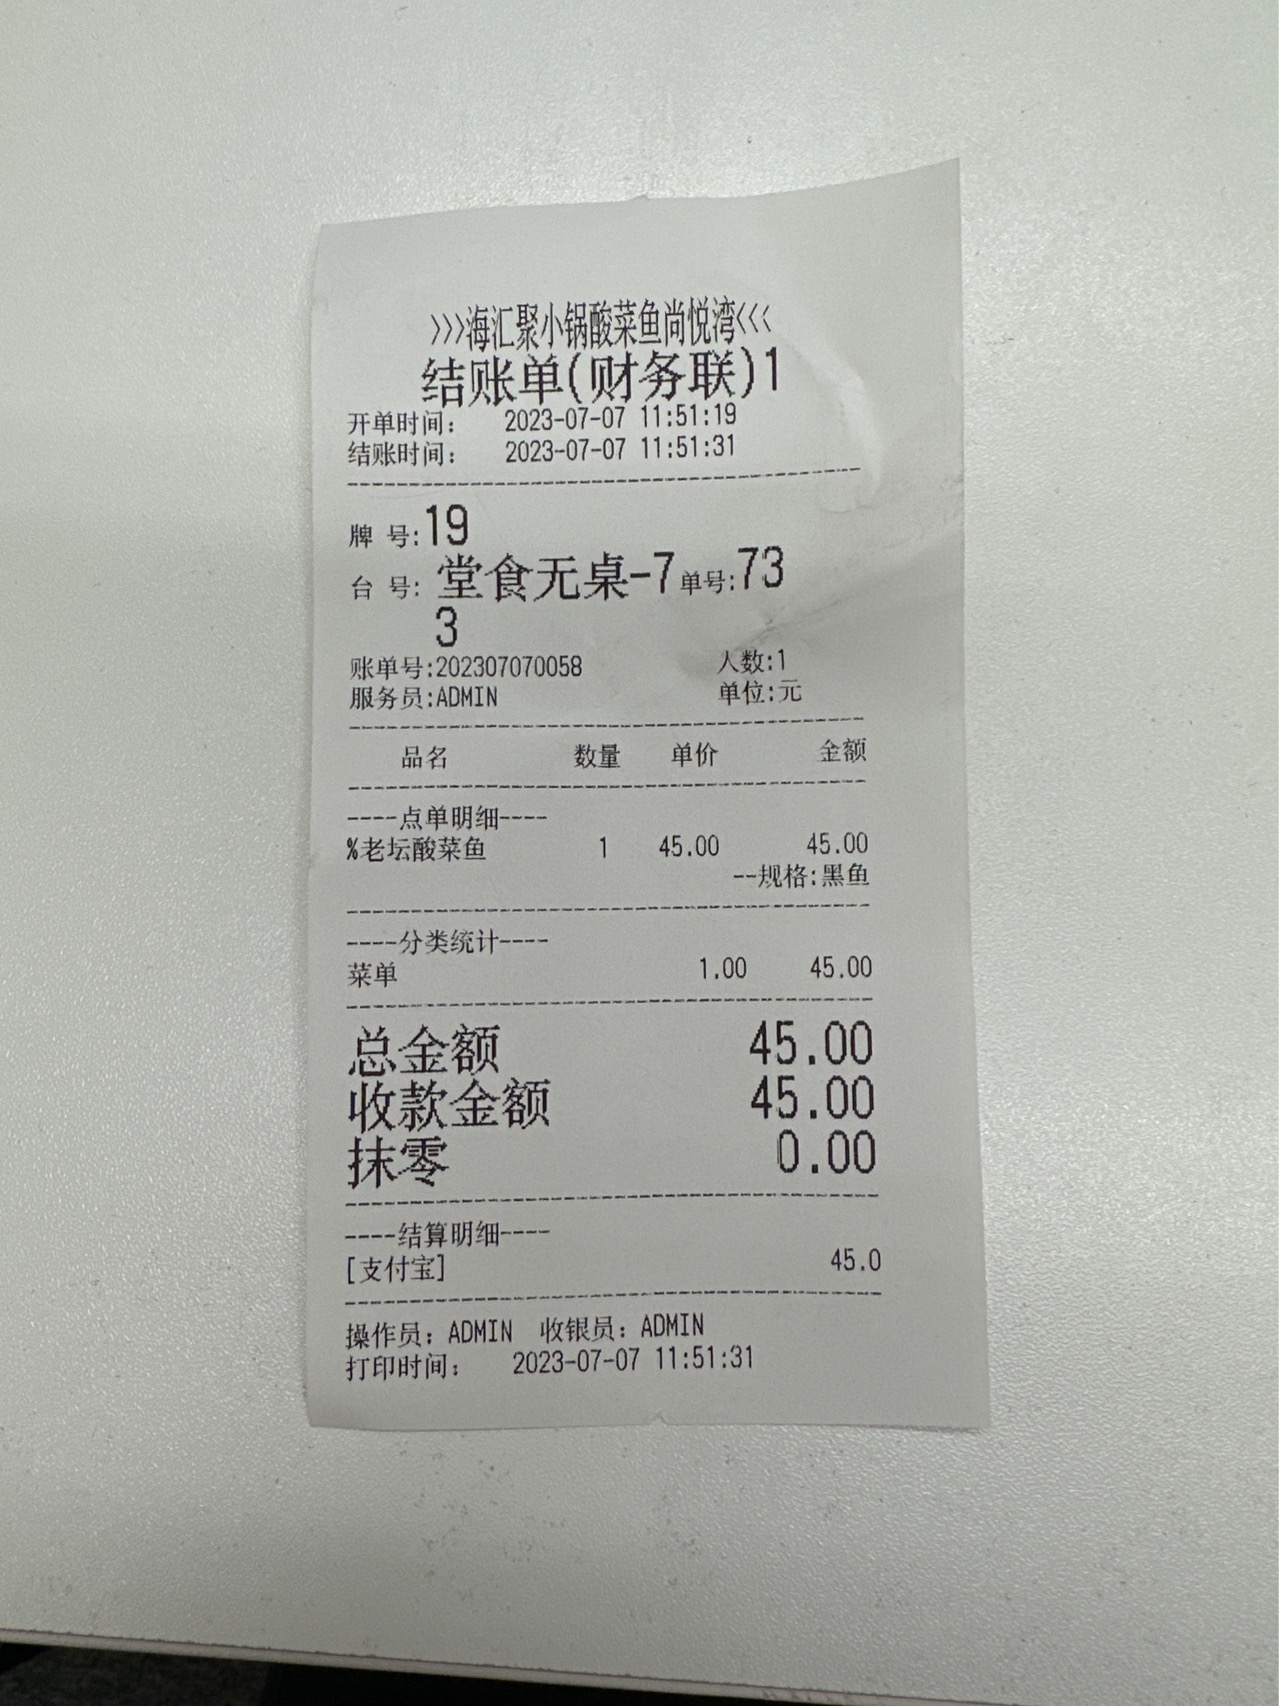 >>>海汇聚小锅酸菜鱼尚悦湾<<<
结账单(财务联)1
开单时间: 2023-07-07 11:51:19
结账时间: 2023-07-07 11:51:31
牌 号:19
台 号: 堂食无桌-7单号:73
3
账单号:202307070058 人数:1
服务员:ADMIN 单位:元
品名 数量 单价 金额
----点单明细----
%老坛酸菜鱼 1 45.00 45.00
--规格:黑鱼
----分类统计----
菜单 1.00 45.00
总金额 45.00
收款金额 45.00
抹零 0.00
----结算明细----
[支付宝] 45.0
操作员: ADMIN 收银员: ADMIN
打印时间: 2023-07-07 11:51:31